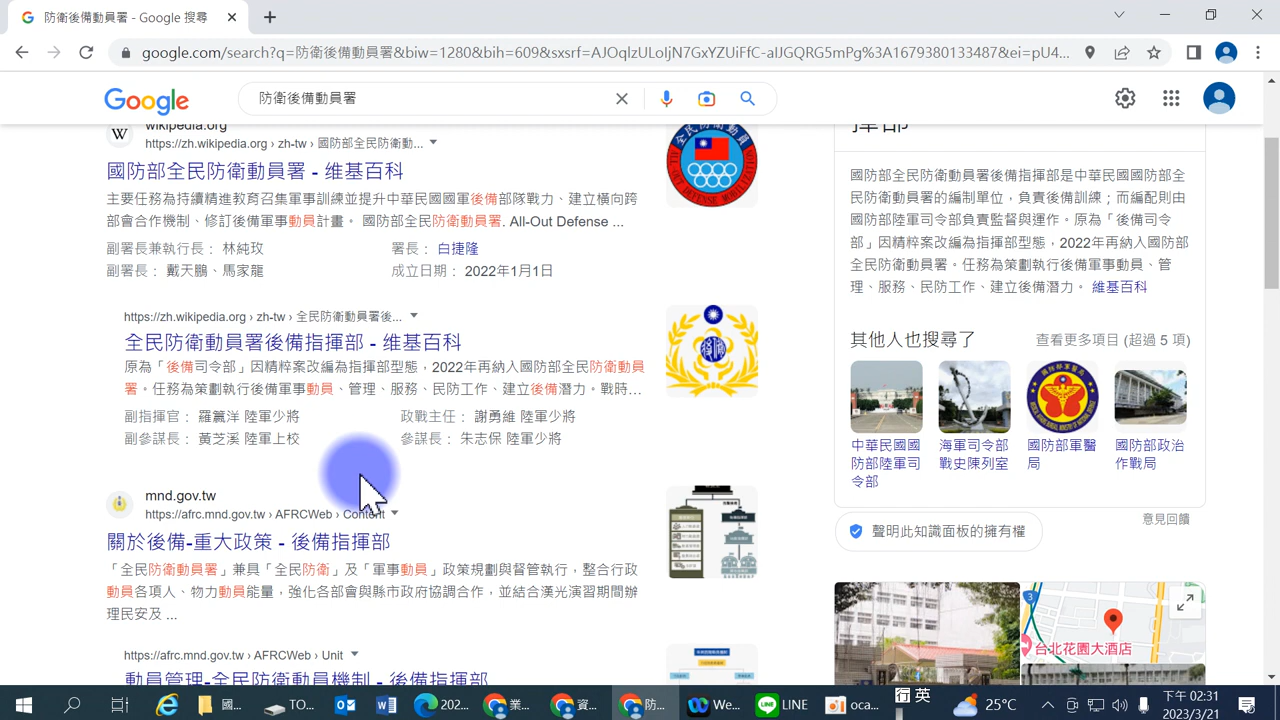 防衛後備動員署 - Google 搜尋
google.com/search?q=防衛後備動員署&biw=1280&bih=609&sxsrf=AJOqlzULoIjN7GxYZUiFfC-alJGQRG5mPg%3A1679380133487&ei=pU4...
Google
防衛後備動員署
wikipedia.org
https://zh.wikipedia.org › zh-tw › 國防部全民防衛動...
國防部全民防衛動員署 - 維基百科
主要任務為持續精進教育召集軍事訓練並提升中華民國國軍後備部隊戰力、建立橫向跨
部會合作機制、修訂後備軍事動員計畫。 國防部全民防衛動員署. All-Out Defense ...
副署長兼執行長： 林純玫
署長： 白捷隆
副署長： 戴天鵬、馬家龍
成立日期： 2022年1月1日
https://zh.wikipedia.org › zh-tw › 全民防衛動員署後...
全民防衛動員署後備指揮部 - 維基百科
原為「後備司令部」因精粹案改編為指揮部型態，2022年再納入國防部全民防衛動員
署。任務為策劃執行後備軍事動員、管理、服務、民防工作、建立後備潛力。戰時...
副指揮官： 羅籲洋 陸軍少將
政戰主任： 謝勇維 陸軍少將
副參謀長： 黃芝溪 陸軍上校
參謀長： 朱志保 陸軍少將
mnd.gov.tw
https://afrc.mnd.gov.tw › AFRCWeb › Content
關於後備-重大政策 - 後備指揮部
「全民防衛動員署」兼具「全民防衛」及「軍事動員」政策規劃與督管執行，整合行政
動員各項人、物力動員能量，強化各部會與縣市政府協調合作，並結合漢光演習期間辦
理民安及 ...
https://afrc.mnd.gov.tw › AFRCWeb › Unit
動員管理-全民防衛動員機制 - 後備指揮部
揮部
國防部全民防衛動員署後備指揮部是中華民國國防部全
民防衛動員署的編制單位，負責後備訓練；而編配則由
國防部陸軍司令部負責監督與運作。原為「後備司令
部」因精粹案改編為指揮部型態，2022年再納入國防部
全民防衛動員署。任務為策劃執行後備軍事動員、管
理、服務、民防工作、建立後備潛力。 維基百科
其他人也搜尋了
查看更多項目 (超過 5 項)
中華民國國
防部陸軍司
令部
海軍司令部
戰史陳列室
國防部軍醫
局
國防部政治
作戰局
意見回饋
聲明此知識面板的擁有權
3
台北花園大酒店
圖...
TO...
202...
We...
LINE
oca...
行 英
25°C
下午 02:31
2023/3/21